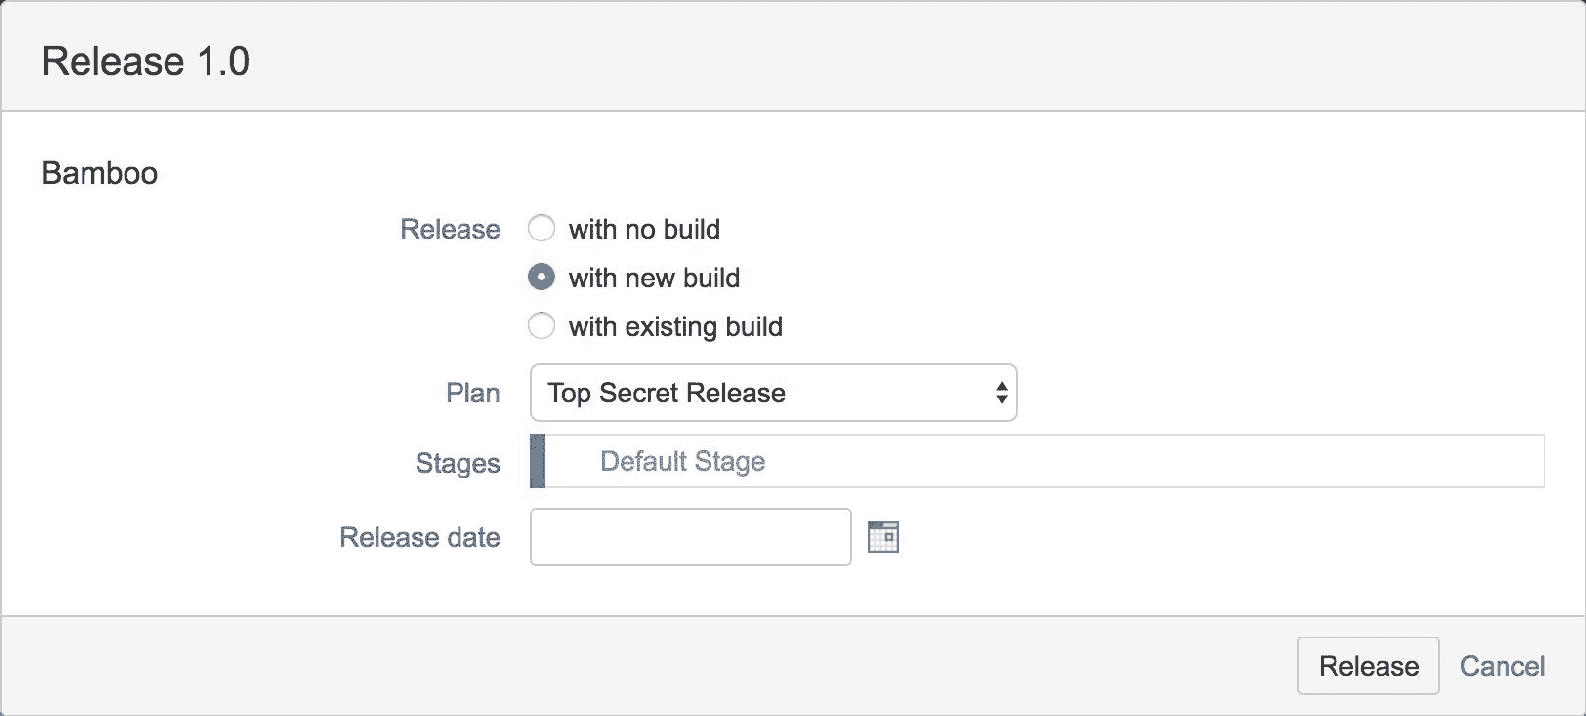 Release 1.0
Bamboo
Release with no build
with new build
with existing build
Plan Top Secret Release
Stages Default Stage
Release date
Release Cancel